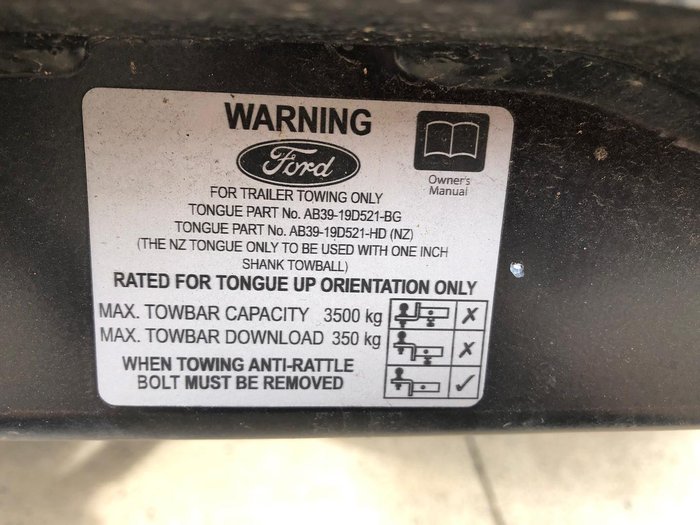 WARNING
Ford
Owner's
Manual
FOR TRAILER TOWING ONLY
TONGUE PART No. AB39-19D521-BG
TONGUE PART No. AB39-19D521-HD (NZ)
(THE NZ TONGUE ONLY TO BE USED WITH ONE INCH
SHANK TOWBALL)
RATED FOR TONGUE UP ORIENTATION ONLY
MAX. TOWBAR CAPACITY 3500 kg
MAX. TOWBAR DOWNLOAD 350 kg
WHEN TOWING ANTI-RATTLE
BOLT MUST BE REMOVED